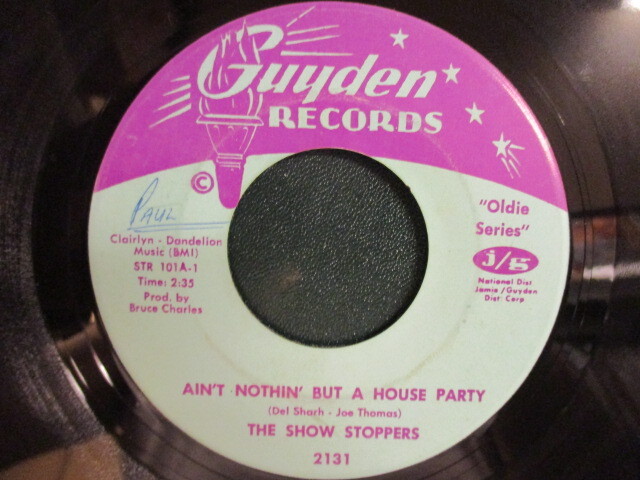 Guyden
RECORDS
©
PAUL
Clairlyn - Dandelion
Music (BMI)
STR 101A-1
Time: 2:35
Prod. by
Bruce Charles
"Oldie
Series"
j/g
National Dist
Jamie/Guyden
Dist. Corp
AIN'T NOTHIN' BUT A HOUSE PARTY
(Del Sharh - Joe Thomas)
THE SHOW STOPPERS
2131